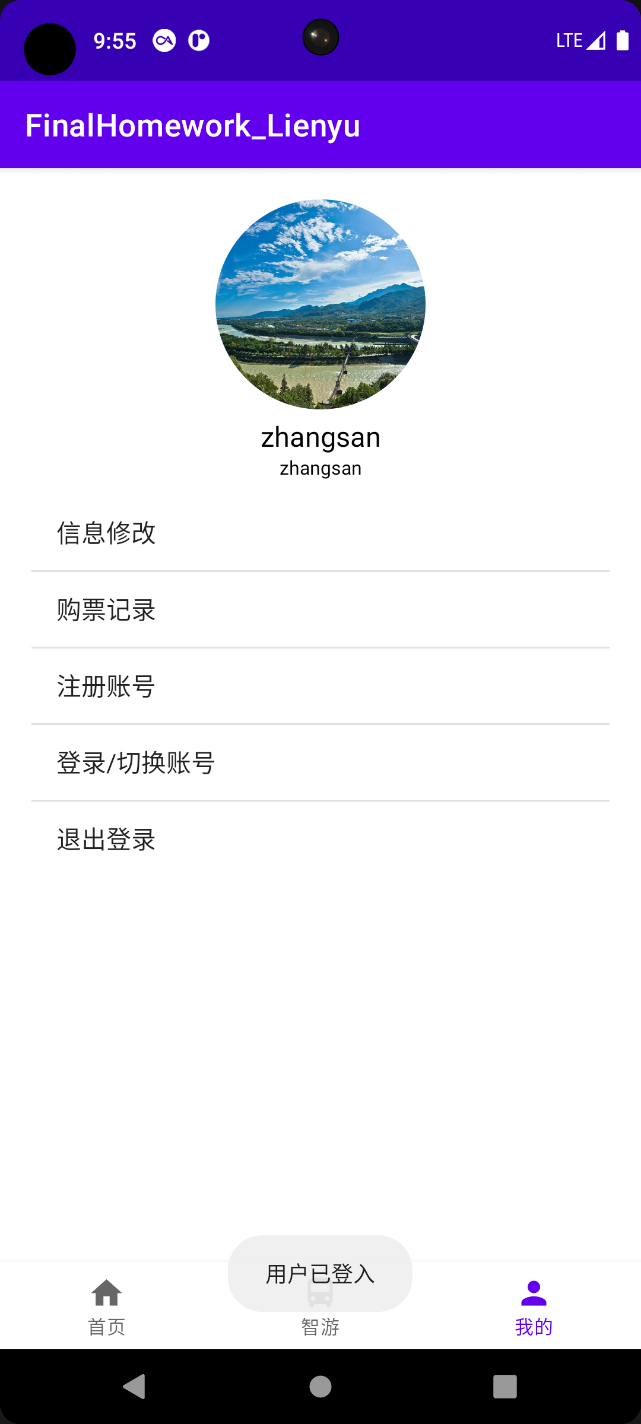 9:55
LTE
FinalHomework_Lienyu
zhangsan
zhangsan
信息修改
购票记录
注册账号
登录/切换账号
退出登录
用户已登入
首页
智游
我的